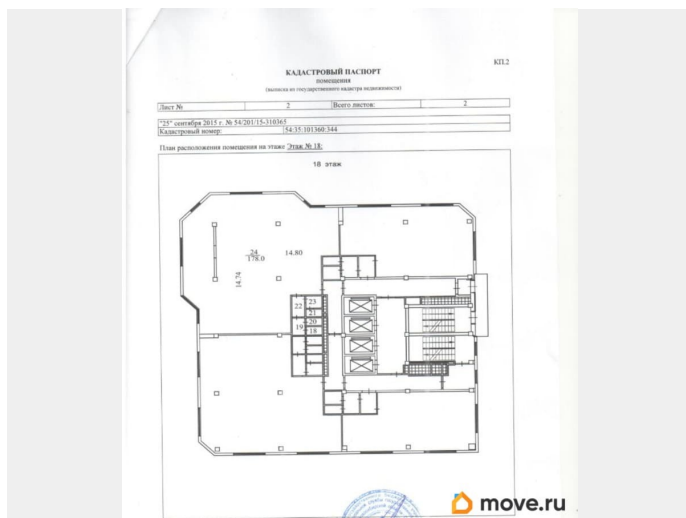 КП.2
КАДАСТРОВЫЙ ПАСПОРТ
помещения
(выписка из государственного кадастра недвижимости)
Лист № 2 Всего листов: 2
"25" сентября 2015 г. № 54/201/15-310365
Кадастровый номер: 54:35:101360:344
План расположения помещения на этаже Этаж № 18:
18 этаж
24
178.0
14.80
14.74
23
22
21
20
19
18
move.ru